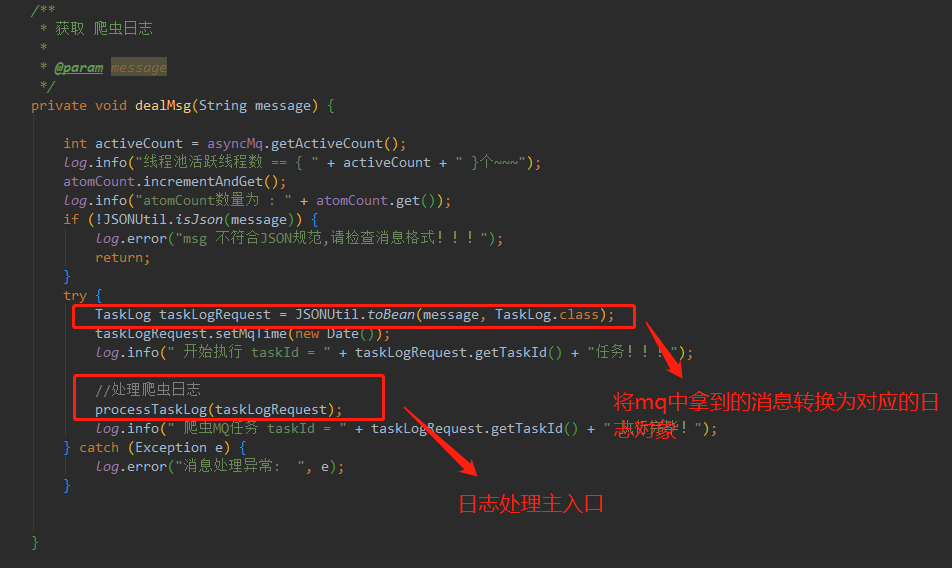 /**
* 获取 爬虫日志
*
* @param message
*/
private void dealMsg(String message) {
int activeCount = asyncMq.getActiveCount();
log.info("线程池活跃线程数 == { " + activeCount + " }个~~~");
atomCount.incrementAndGet();
log.info("atomCount数量为 : " + atomCount.get());
if (!JSONUtil.isJson(message)) {
log.error("msg 不符合JSON规范,请检查消息格式！！！");
return;
}
try {
TaskLog taskLogRequest = JSONUtil.toBean(message, TaskLog.class);
taskLogRequest.setMqTime(new Date());
log.info(" 开始执行 taskId = " + taskLogRequest.getTaskId() + "任务！！！");
将mq中拿到的消息转换为对应的日
志对象
//处理爬虫日志
processTaskLog(taskLogRequest);
log.info(" 爬虫MQ任务 taskId = " + taskLogRequest.getTaskId() + " ！");
} catch (Exception e) {
log.error("消息处理异常： ", e);
}
日志处理主入口
}